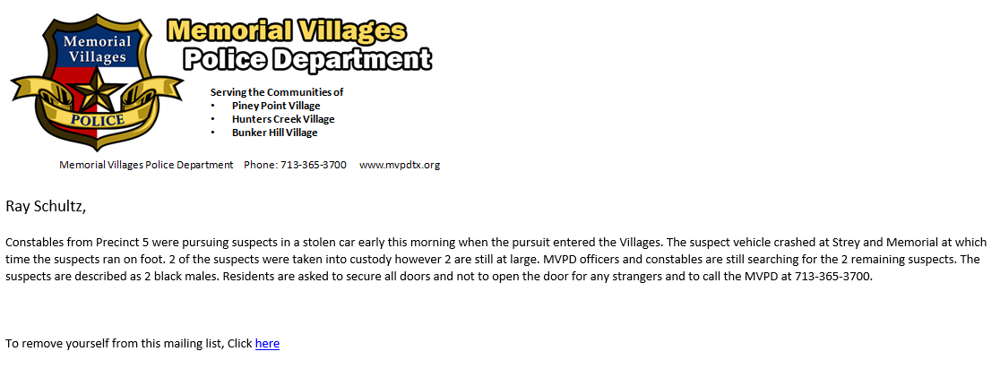 Memorial
Villages
POLICE
Memorial Villages
Police Department
Serving the Communities of
• Piney Point Village
• Hunters Creek Village
• Bunker Hill Village
Memorial Villages Police Department Phone: 713-365-3700 www.mvpdtx.org
Ray Schultz,
Constables from Precinct 5 were pursuing suspects in a stolen car early this morning when the pursuit entered the Villages. The suspect vehicle crashed at Strey and Memorial at which
time the suspects ran on foot. 2 of the suspects were taken into custody however 2 are still at large. MVPD officers and constables are still searching for the 2 remaining suspects. The
suspects are described as 2 black males. Residents are asked to secure all doors and not to open the door for any strangers and to call the MVPD at 713-365-3700.
To remove yourself from this mailing list, Click here